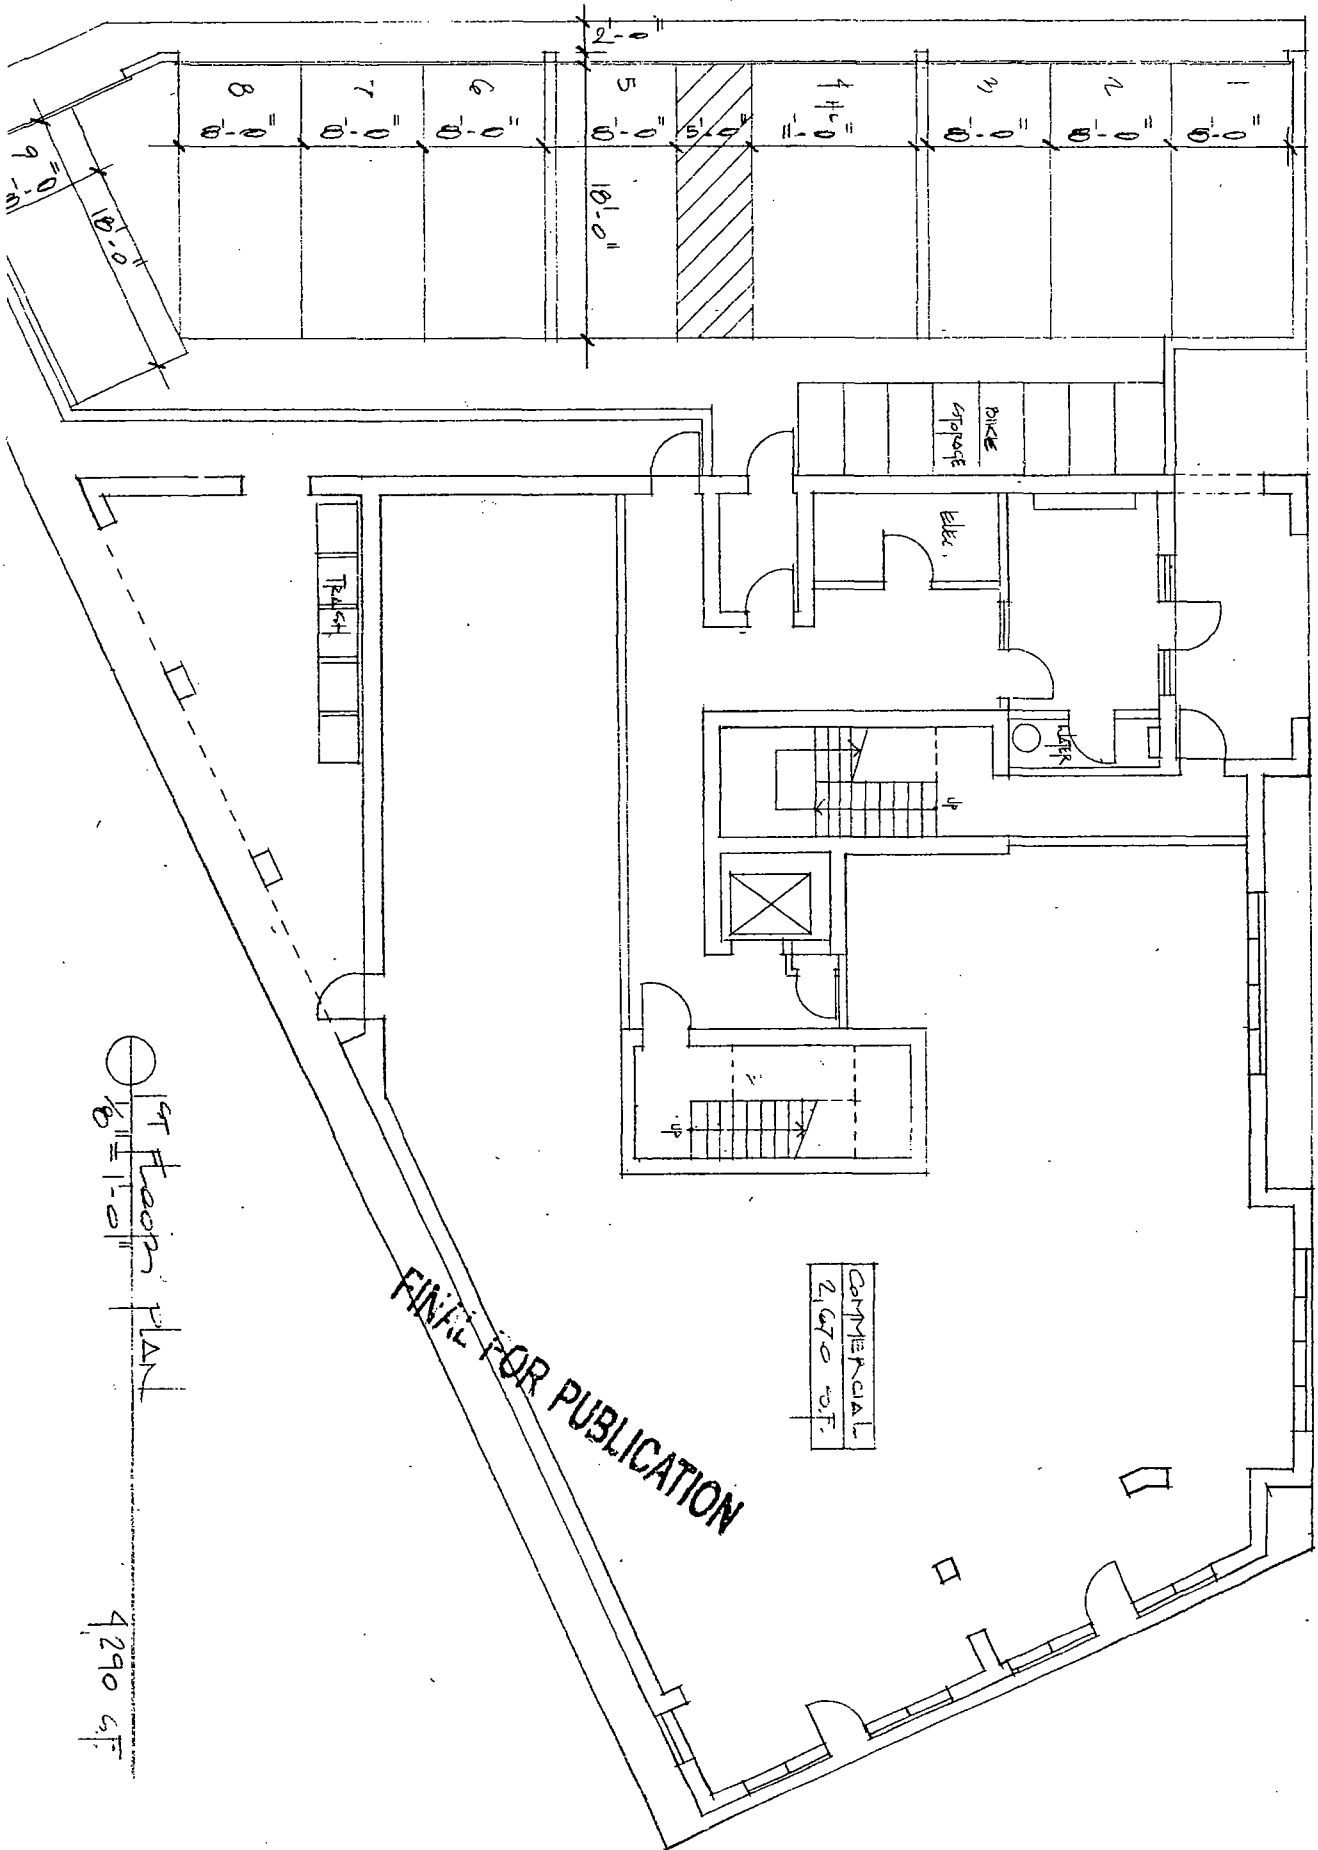 2'-0"
8
8'-0"
7
8'-0"
6
8'-0"
5
8'-0"
5'-0"
4 H/C
11'-0"
3
8'-0"
2
8'-0"
1
8'-0"
18'-0"
9
18'-0"
BIKE
STORAGE
ELEC.
TRASH
WATER
UP
UP
COMMERCIAL
2,670 S.F.
FINAL FOR PUBLICATION
1ST FLOOR PLAN
1/8" = 1'-0"
4,290 S.F.